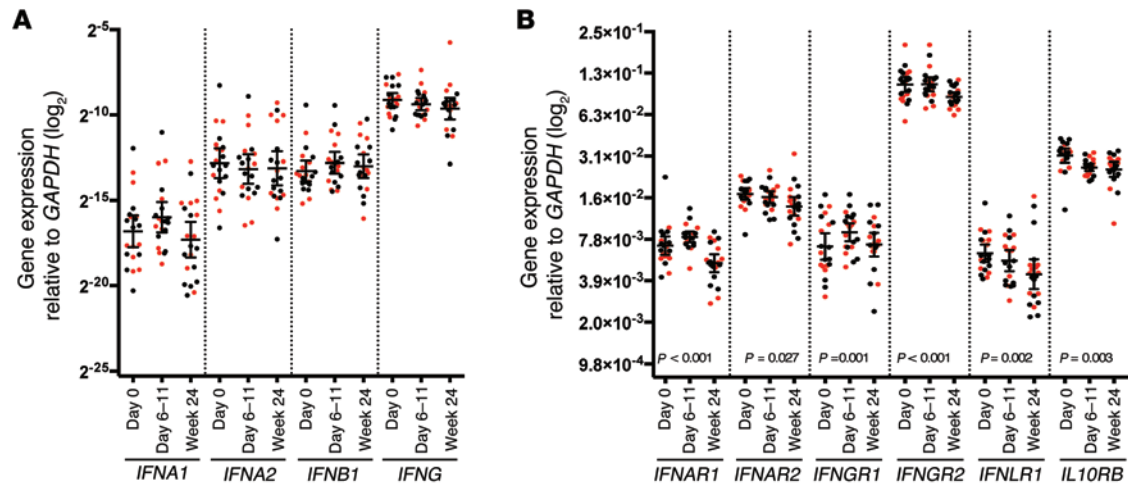 A
Gene expression
relative to GAPDH (log₂)
2⁻⁵
2⁻¹⁰
2⁻¹⁵
2⁻²⁰
2⁻²⁵
Day 0
Day 6–11
Week 24
Day 0
Day 6–11
Week 24
Day 0
Day 6–11
Week 24
Day 0
Day 6–11
Week 24
IFNA1
IFNA2
IFNB1
IFNG
B
Gene expression
relative to GAPDH (log₂)
2.5×10⁻¹
1.3×10⁻¹
6.3×10⁻²
3.1×10⁻²
1.6×10⁻²
7.8×10⁻³
3.9×10⁻³
2.0×10⁻³
9.8×10⁻⁴
P < 0.001
P = 0.027
P =0.001
P < 0.001
P = 0.002
P = 0.003
Day 0
Day 6–11
Week 24
Day 0
Day 6–11
Week 24
Day 0
Day 6–11
Week 24
Day 0
Day 6–11
Week 24
Day 0
Day 6–11
Week 24
Day 0
Day 6–11
Week 24
IFNAR1
IFNAR2
IFNGR1
IFNGR2
IFNLR1
IL10RB